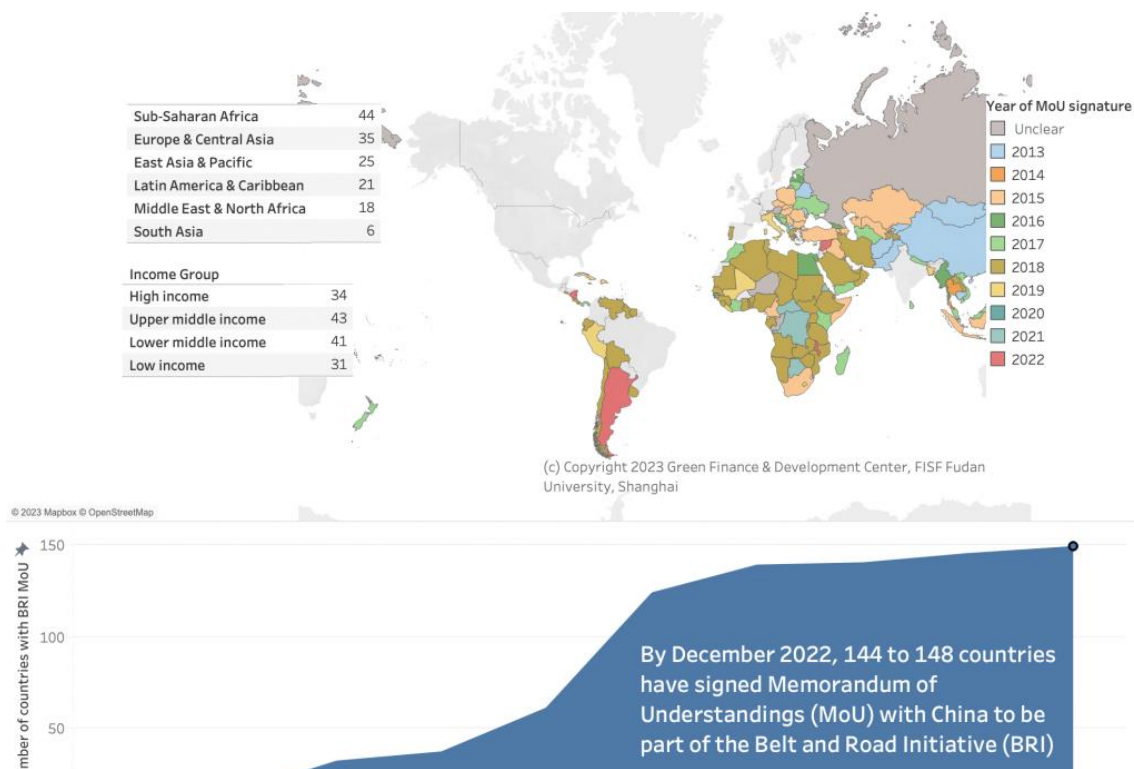 Sub-Saharan Africa 44
Europe & Central Asia 35
East Asia & Pacific 25
Latin America & Caribbean 21
Middle East & North Africa 18
South Asia 6
Income Group
High income 34
Upper middle income 43
Lower middle income 41
Low income 31
Year of MoU signature
Unclear
2013
2014
2015
2016
2017
2018
2019
2020
2021
2022
(c) Copyright 2023 Green Finance & Development Center, FISF Fudan
University, Shanghai
© 2023 Mapbox © OpenStreetMap
mber of countries with BRI MoU
150
100
50
By December 2022, 144 to 148 countries
have signed Memorandum of
Understandings (MoU) with China to be
part of the Belt and Road Initiative (BRI)